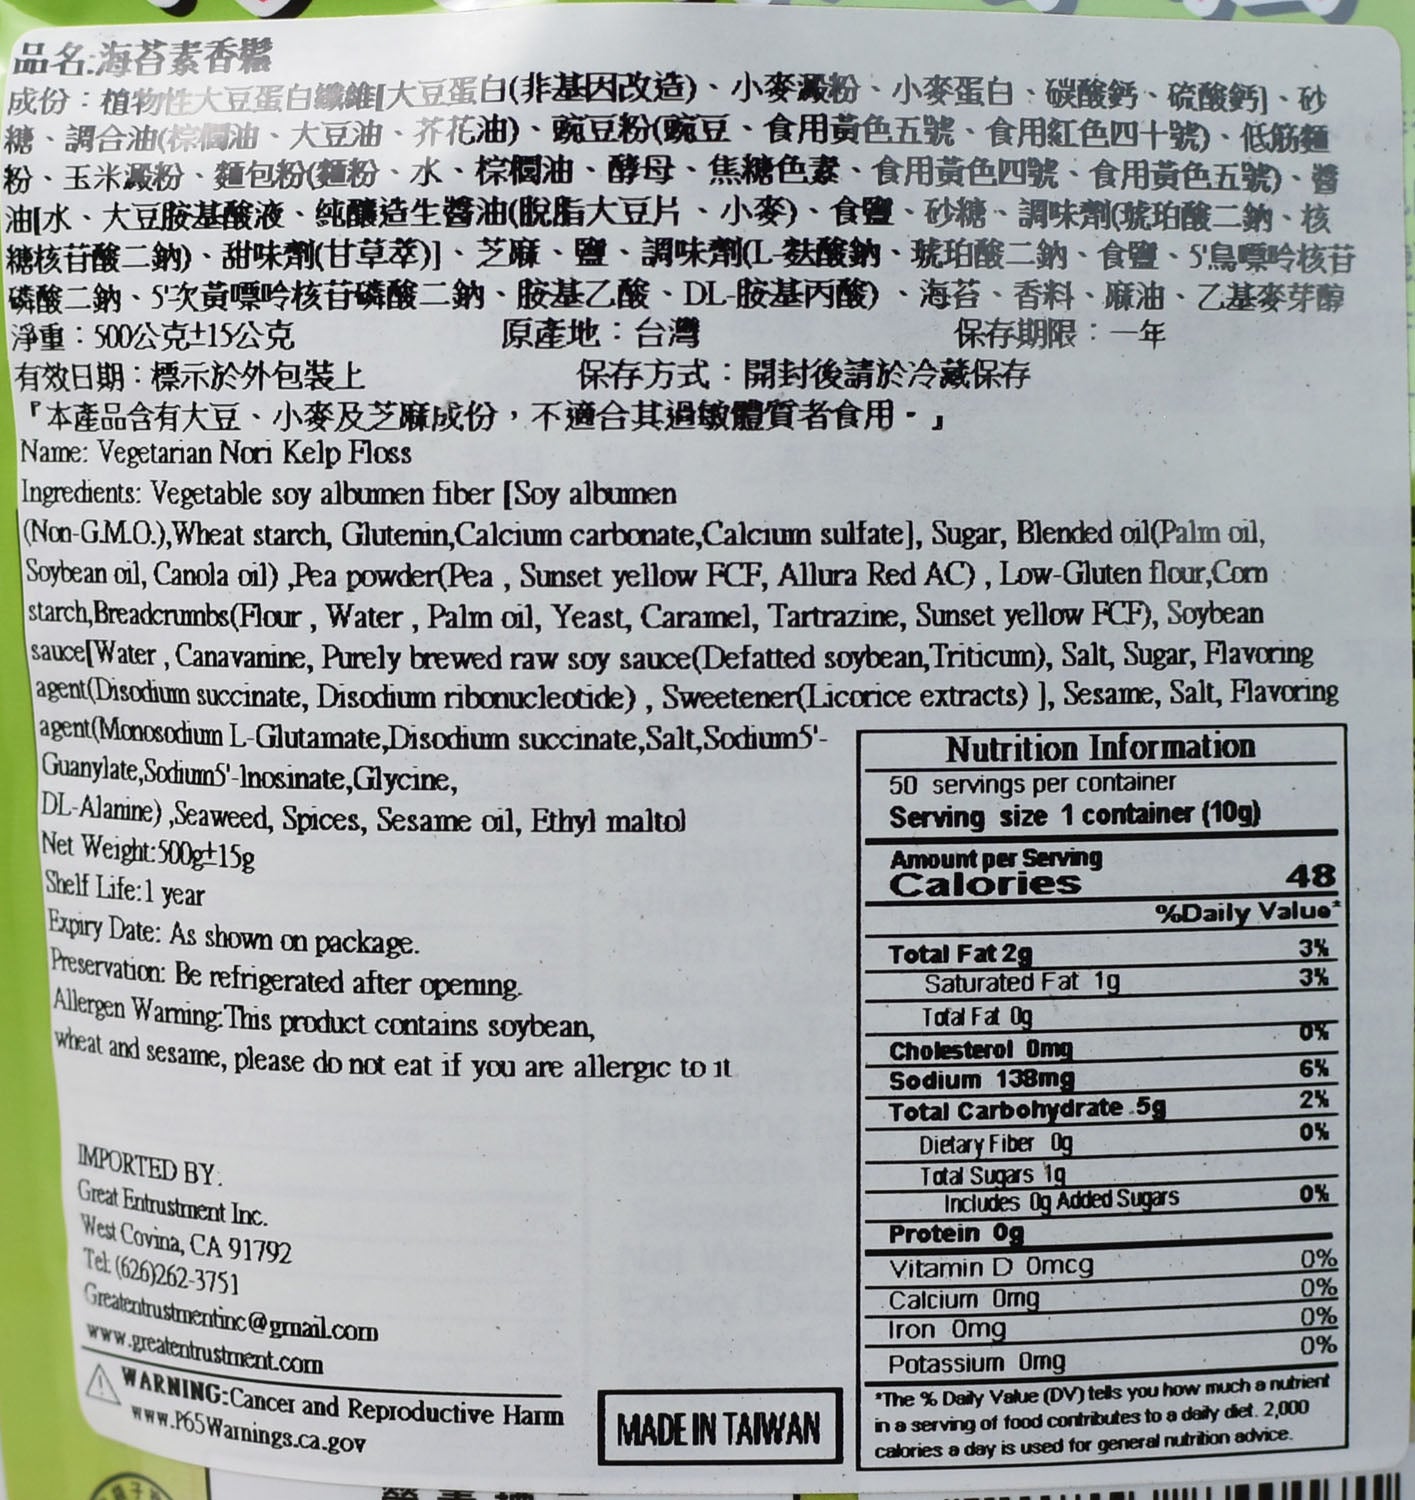 品名:海苔素香鬆
成份：植物性大豆蛋白纖維[大豆蛋白(非基因改造)、小麥澱粉、小麥蛋白、碳酸鈣、硫酸鈣]、砂
糖、調合油(棕櫚油、大豆油、芥花油)、豌豆粉(豌豆、食用黃色五號、食用紅色四十號)、低筋麵
粉、玉米澱粉、麵包粉(麵粉、水、棕櫚油、酵母、焦糖色素、食用黃色四號、食用黃色五號)、醬
油[水、大豆胺基酸液、純釀造生醬油(脫脂大豆片、小麥)、食鹽、砂糖、調味劑(琥珀酸二鈉、核
糖核苷酸二鈉)、甜味劑(甘草萃)]、芝麻、鹽、調味劑(L-麩酸鈉、琥珀酸二鈉、食鹽、5'鳥嘌呤核苷
磷酸二鈉、5'次黃嘌呤核苷磷酸二鈉、胺基乙酸、DL-胺基丙酸)、海苔、香料、麻油、乙基麥芽醇
淨重：500公克±15公克 原產地：台灣 保存期限：一年
有效日期：標示於外包裝上 保存方式：開封後請於冷藏保存
『本產品含有大豆、小麥及芝麻成份，不適合其過敏體質者食用。』
Name: Vegetarian Nori Kelp Floss
Ingredients: Vegetable soy albumen fiber [Soy albumen
(Non-G.M.O.),Wheat starch, Glutenin,Calcium carbonate,Calcium sulfate], Sugar, Blended oil(Palm oil,
Soybean oil, Canola oil) ,Pea powder(Pea , Sunset yellow FCF, Allura Red AC) , Low-Gluten flour,Corn
starch,Breadcrumbs(Flour , Water , Palm oil, Yeast, Caramel, Tartrazine, Sunset yellow FCF), Soybean
sauce[Water , Canavanine, Purely brewed raw soy sauce(Defatted soybean,Triticum), Salt, Sugar, Flavoring
agent(Disodium succinate, Disodium ribonucleotide) , Sweetener(Licorice extracts) ], Sesame, Salt, Flavoring
agent(Monosodium L-Glutamate,Disodium succinate,Salt,Sodium5'-
Guanylate,Sodium5'-Inosinate,Glycine,
DL-Alanine) ,Seaweed, Spices, Sesame oil, Ethyl maltol
Net Weight:500g±15g
Shelf Life:1 year
Expiry Date: As shown on package.
Preservation: Be refrigerated after opening.
Allergen Warning:This product contains soybean,
wheat and sesame, please do not eat if you are allergic to it
IMPORTED BY:
Great Entrustment Inc.
West Covina, CA 91792
Tel: (626)262-3751
Greatentrustmentinc@gmail.com
www.greatentrustment.com
WARNING:Cancer and Reproductive Harm
www.P65Warnings.ca.gov
MADE IN TAIWAN
Nutrition Information
50 servings per container
Serving size 1 container (10g)
Amount per Serving
Calories 48
%Daily Value*
Total Fat 2g 3%
Saturated Fat 1g 3%
Total Fat 0g
Cholesterol 0mg 0%
Sodium 138mg 6%
Total Carbohydrate .5g 2%
Dietary Fiber 0g 0%
Total Sugars 1g
Includes 0g Added Sugars 0%
Protein 0g
Vitamin D 0mcg 0%
Calcium 0mg 0%
Iron 0mg 0%
Potassium 0mg 0%
*The % Daily Value (DV) tells you how much a nutrient
in a serving of food contributes to a daily diet. 2,000
calories a day is used for general nutrition advice.